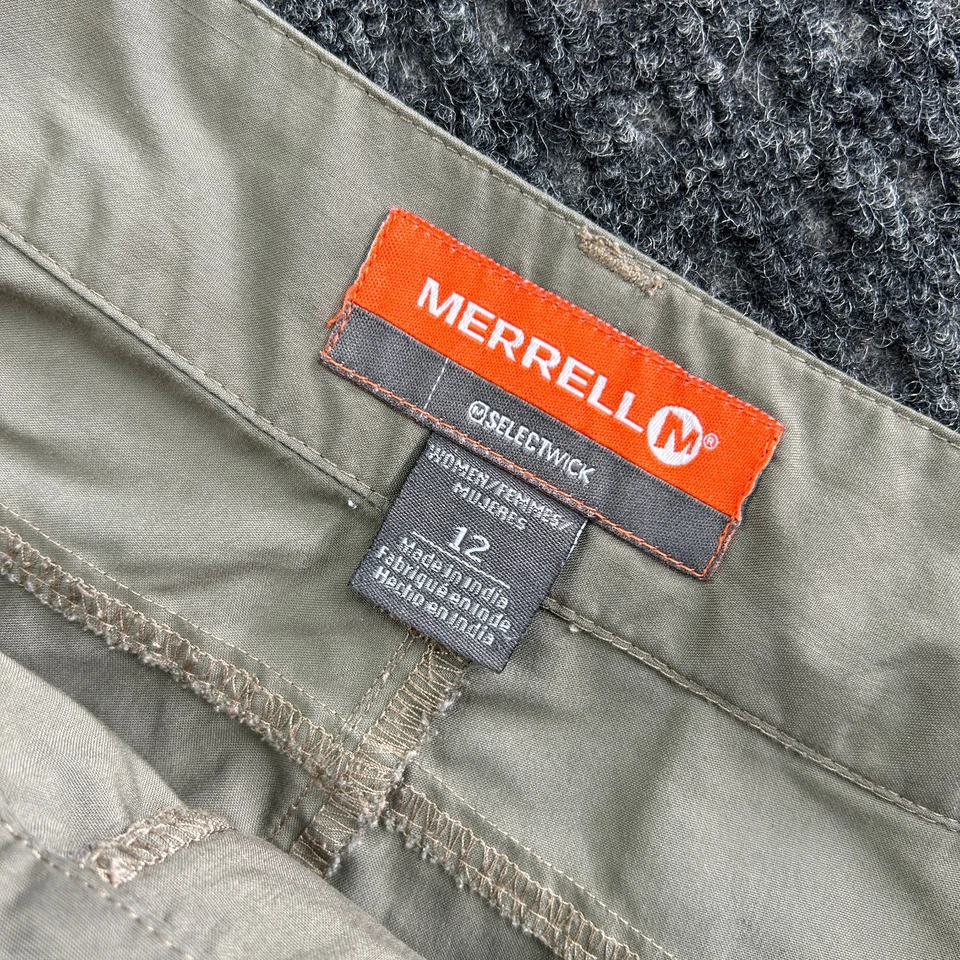 MERRELL M®
M SELECTWICK
WOMEN/FEMMES/
MUJERES
12
Made in India
Fabriqué en Inde
Hecho en India